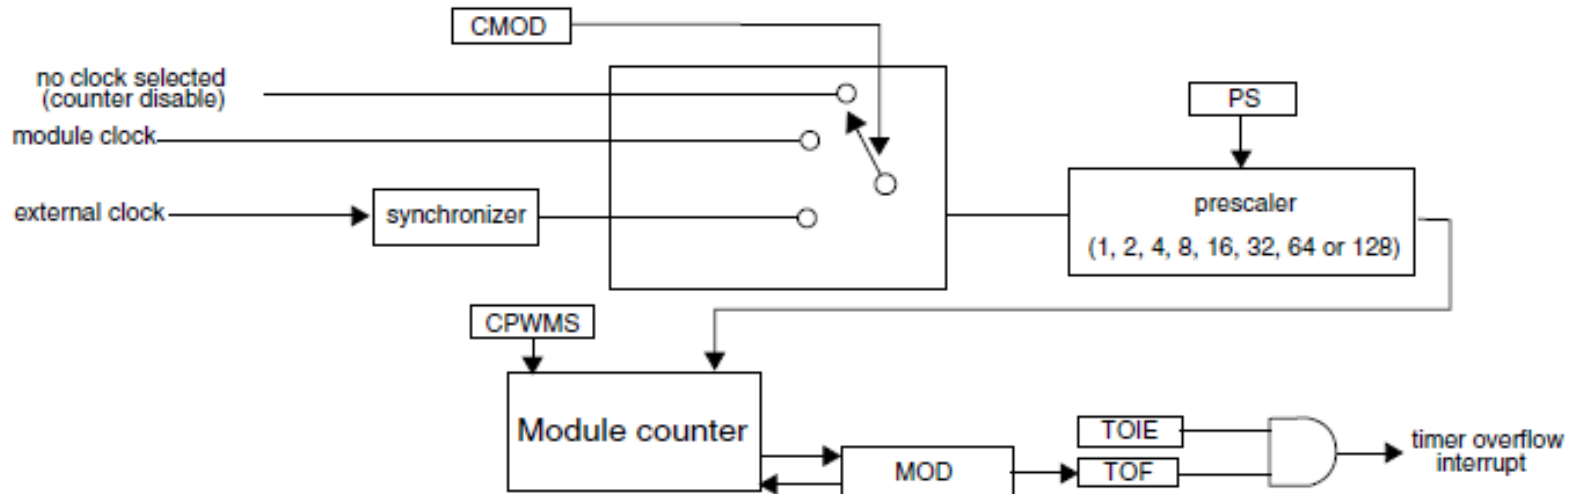 CMOD
no clock selected
(counter disable)
module clock
external clock
synchronizer
PS
prescaler
(1, 2, 4, 8, 16, 32, 64 or 128)
CPWMS
Module counter
MOD
TOIE
TOF
timer overflow
interrupt